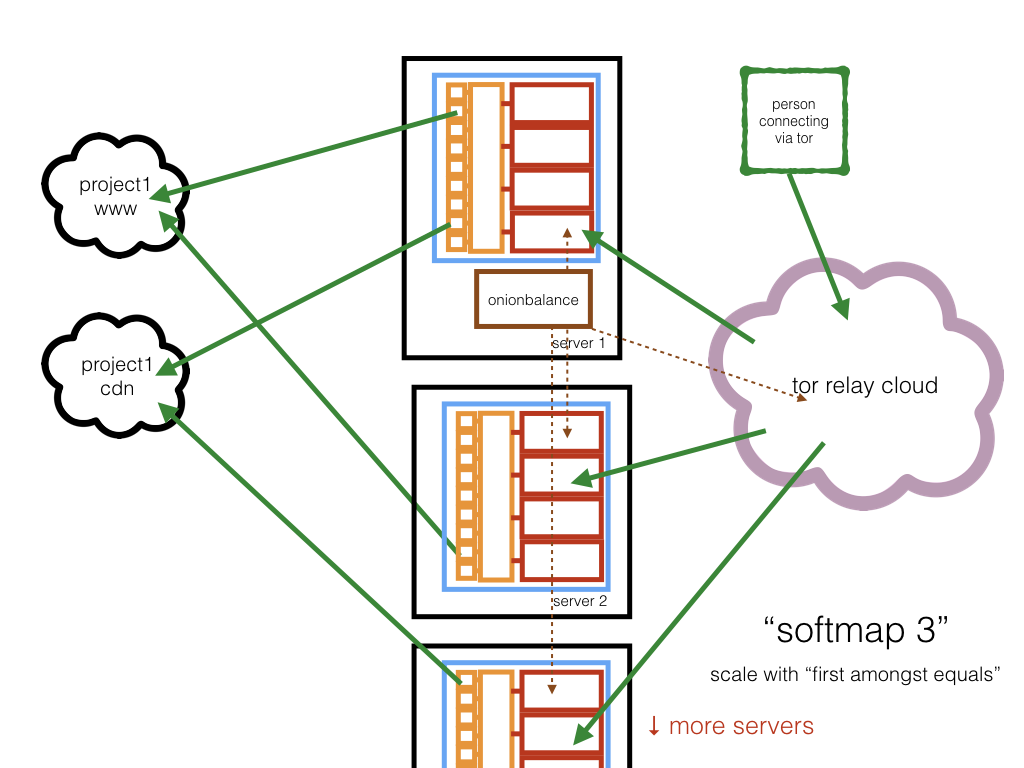 person
connecting
via tor
project1
www
onionbalance
server 1
project1
cdn
tor relay cloud
server 2
“softmap 3”
scale with “first amongst equals”
↓ more servers